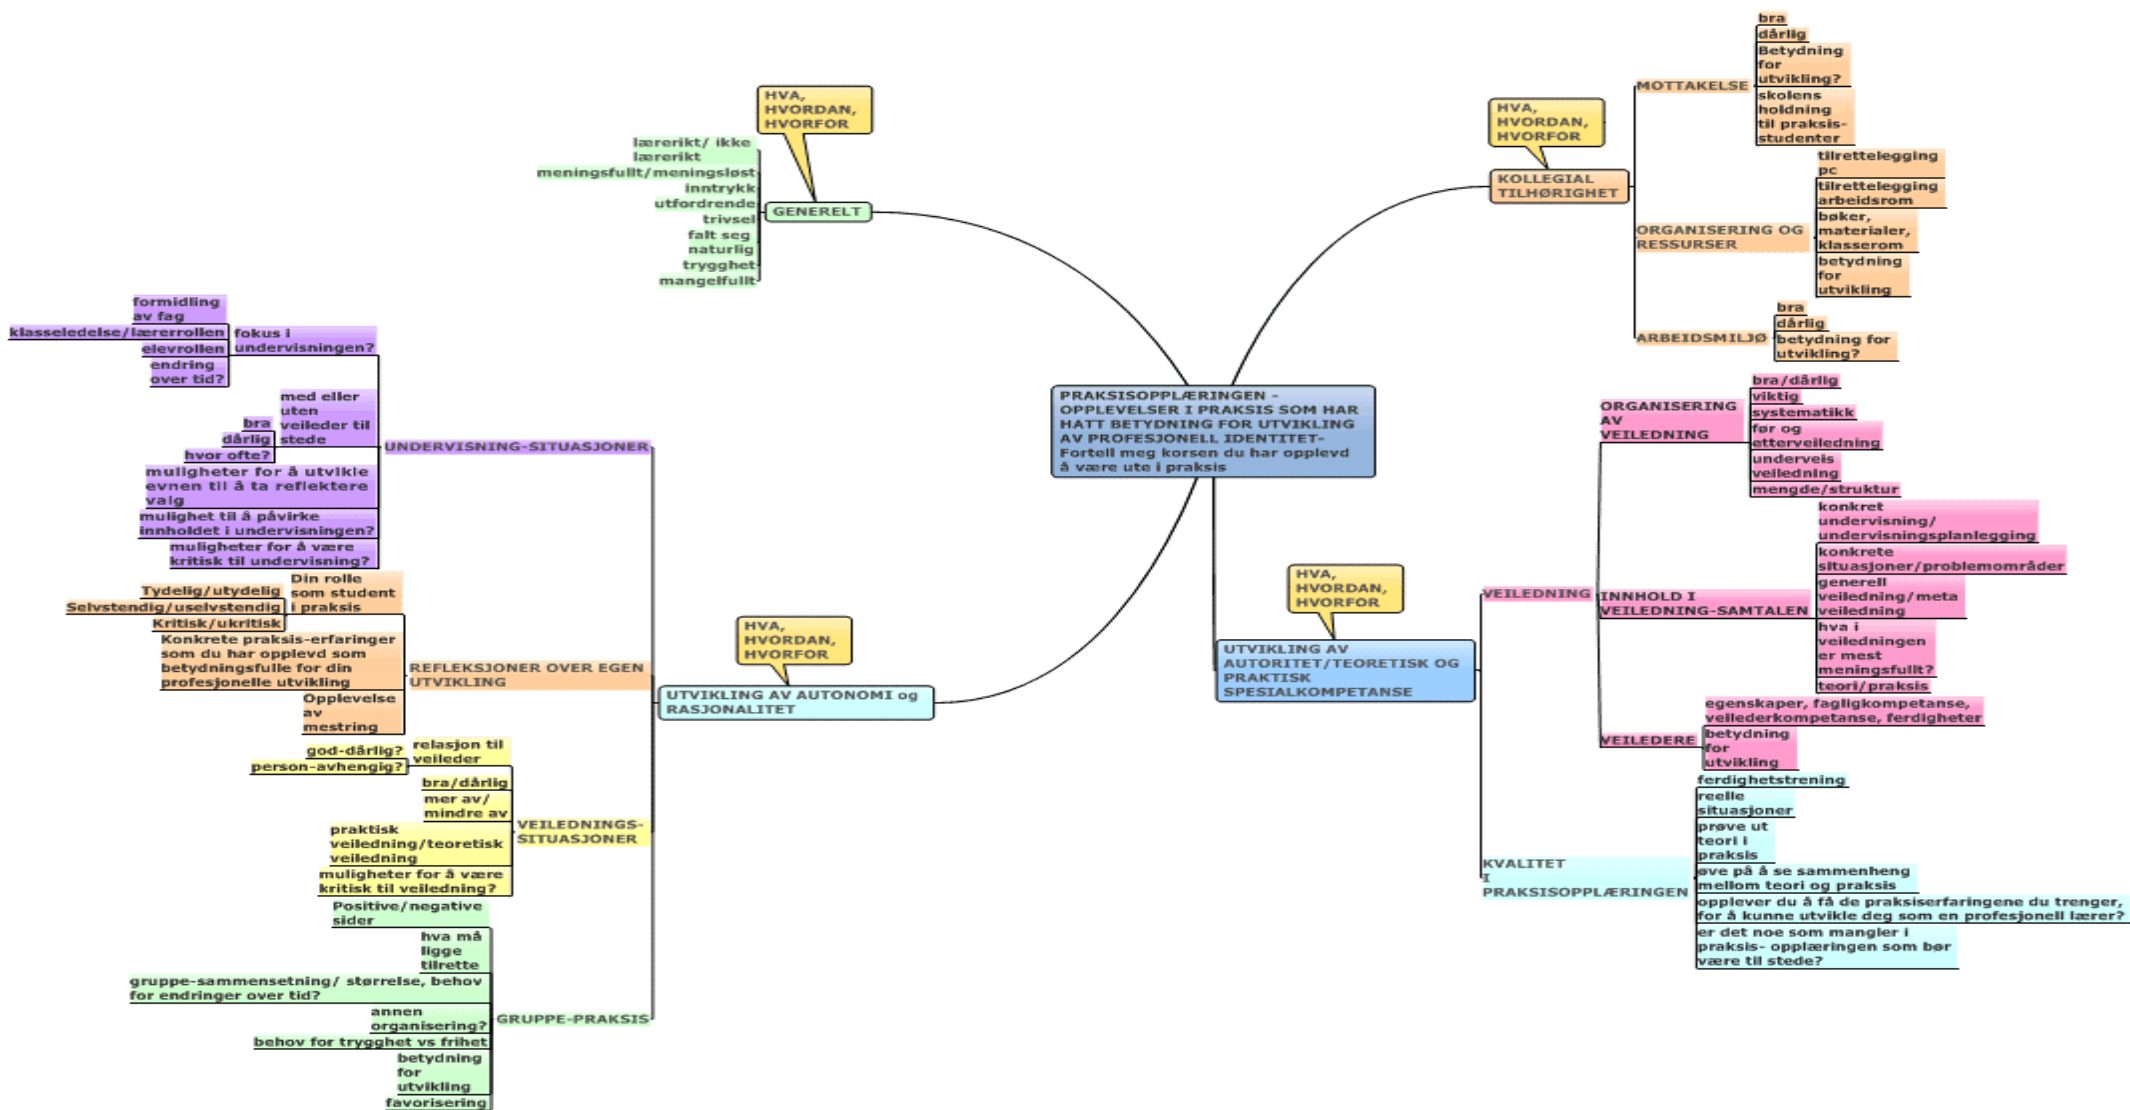 PRAKSISOPPLÆRINGEN -
OPPLEVELSER I PRAKSIS SOM HAR
HATT BETYDNING FOR UTVIKLING
AV PROFESJONELL IDENTITET-
Fortell meg korsen du har opplevd
å være ute i praksis
HVA,
HVORDAN,
HVORFOR
GENERELT
lærerikt/ ikke
lærerikt
meningsfullt/meningsløst
inntrykk
utfordrende
trivsel
falt seg
naturlig
trygghet
mangelfullt
HVA,
HVORDAN,
HVORFOR
KOLLEGIAL
TILHØRIGHET
MOTTAKELSE
bra
dårlig
Betydning
for
utvikling?
skolens
holdning
til praksis-
studenter
ORGANISERING OG
RESSURSER
tilrettelegging
pc
tilrettelegging
arbeidsrom
bøker,
materialer,
klasserom
betydning
for
utvikling
ARBEIDSMILJØ
bra
dårlig
betydning for
utvikling?
HVA,
HVORDAN,
HVORFOR
UTVIKLING AV
AUTORITET/TEORETISK OG
PRAKTISK
SPESIALKOMPETANSE
VEILEDNING
ORGANISERING
AV
VEILEDNING
bra/dårlig
viktig
systematikk
før og
etterveiledning
underveis
veiledning
mengde/struktur
INNHOLD I
VEILEDNING-SAMTALEN
konkret
undervisning/
undervisningsplanlegging
konkrete
situasjoner/problemområder
generell
veiledning/meta
veiledning
hva i
veiledningen
er mest
meningsfullt?
teori/praksis
VEILEDERE
egenskaper, fagligkompetanse,
veilederkompetanse, ferdigheter
betydning
for
utvikling
KVALITET
I
PRAKSISOPPLÆRINGEN
ferdighetstrening
reelle
situasjoner
prøve ut
teori i
praksis
øve på å se sammenheng
mellom teori og praksis
opplever du å få de praksiserfaringene du trenger,
for å kunne utvikle deg som en profesjonell lærer?
er det noe som mangler i
praksis- opplæringen som bør
være til stede?
HVA,
HVORDAN,
HVORFOR
UTVIKLING AV AUTONOMI og
RASJONALITET
UNDERVISNING-SITUASJONER
fokus i
undervisningen?
formidling
av fag
klasseledelse/lærerrollen
elevrollen
endring
over tid?
med eller
uten
veileder til
stede
bra
dårlig
hvor ofte?
muligheter for å utvikle
evnen til å ta reflektere
valg
mulighet til å påvirke
innholdet i undervisningen?
muligheter for å være
kritisk til undervisning?
REFLEKSJONER OVER EGEN
UTVIKLING
Din rolle
som student
i praksis
Tydelig/utydelig
Selvstendig/uselvstendig
Kritisk/ukritisk
Konkrete praksis-erfaringer
som du har opplevd som
betydningsfulle for din
profesjonelle utvikling
Opplevelse
av
mestring
VEILEDNINGS-
SITUASJONER
relasjon til
veileder
god-dårlig?
person-avhengig?
bra/dårlig
mer av/
mindre av
praktisk
veiledning/teoretisk
veiledning
muligheter for å være
kritisk til veiledning?
GRUPPE-PRAKSIS
Positive/negative
sider
hva må
ligge
tilrette
gruppe-sammensetning/ størrelse, behov
for endringer over tid?
annen
organisering?
behov for trygghet vs frihet
betydning
for
utvikling
favorisering